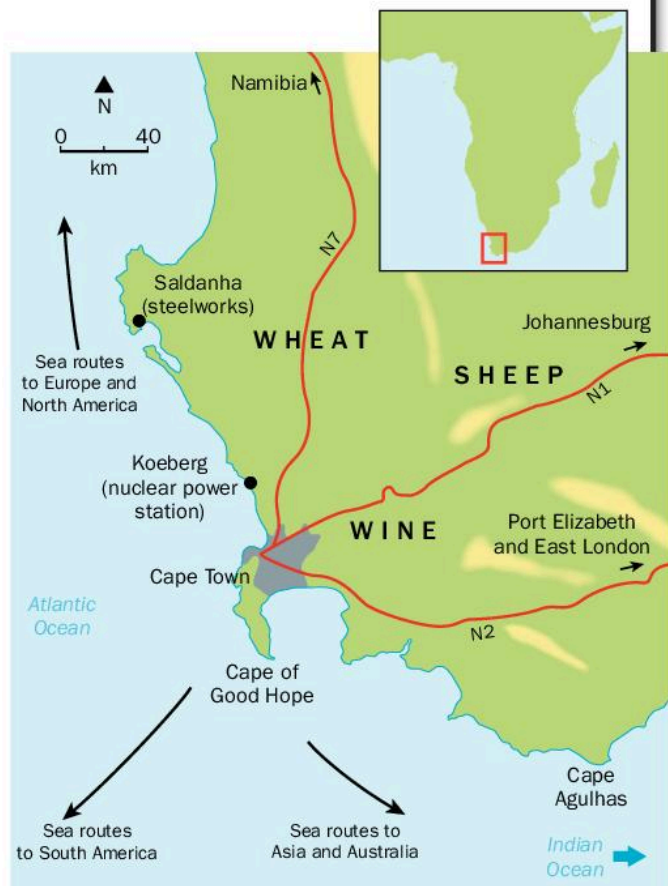 Namibia
N
0 40
km
N7
Saldanha
(steelworks)
Johannesburg
WHEAT
SHEEP
Sea routes
to Europe and
North America
N1
Koeberg
(nuclear power
station)
WINE
Port Elizabeth
and East London
Cape Town
Atlantic
Ocean
N2
Cape of
Good Hope
Cape
Agulhas
Sea routes
to South America
Sea routes to
Asia and Australia
Indian
Ocean